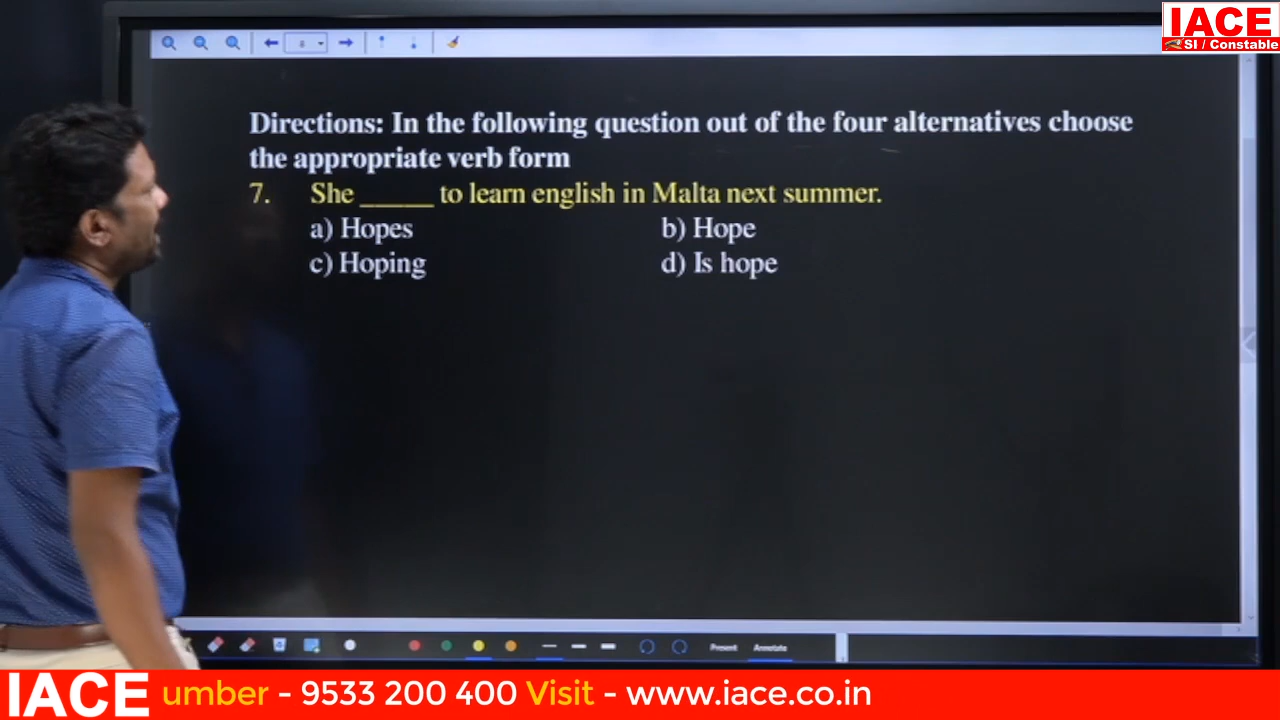 IACE
SI / Constable
8
Directions: In the following question out of the four alternatives choose
the appropriate verb form
7. She _____ to learn english in Malta next summer.
a) Hopes b) Hope
c) Hoping d) Is hope
Present Annotate
IACE umber - 9533 200 400 Visit - www.iace.co.in